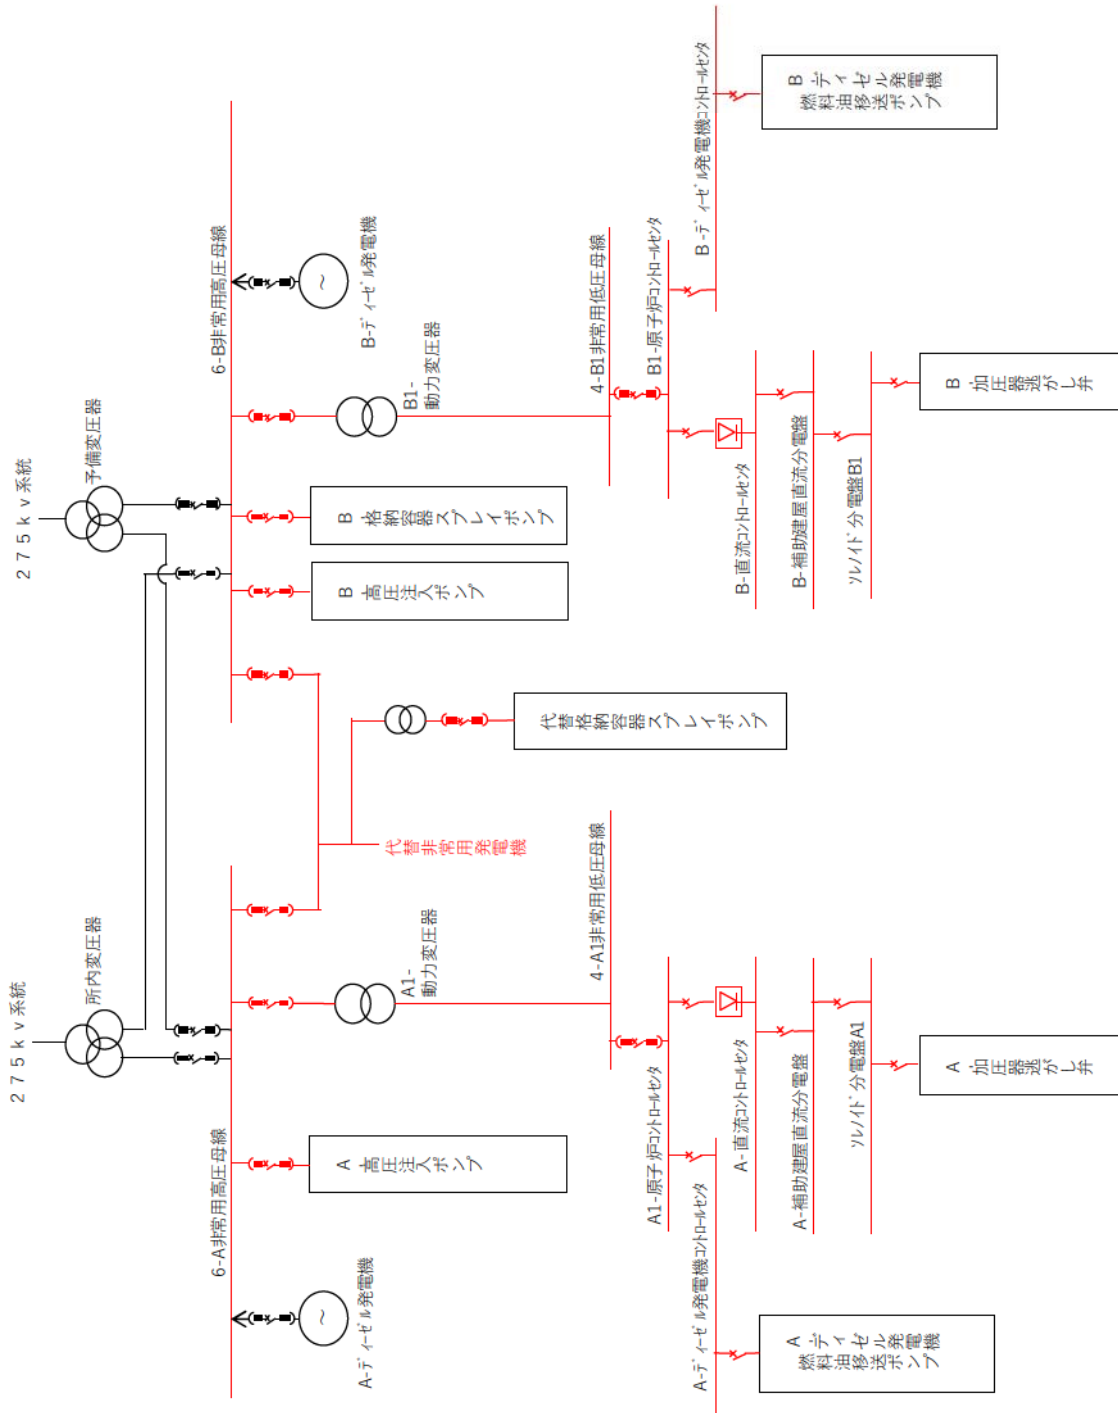 ２７５ｋｖ系統
２７５ｋｖ系統
所内変圧器
予備変圧器
6-A非常用高圧母線
6-B非常用高圧母線
A-ﾃﾞｨｰｾﾞﾙ発電機
A 高圧注入ポンプ
A1-
動力変圧器
代替非常用発電機
代替格納容器スプレイポンプ
B 高圧注入ポンプ
B 格納容器スプレイポンプ
B1-
動力変圧器
B-ﾃﾞｨｰｾﾞﾙ発電機
4-A1非常用低圧母線
4-B1非常用低圧母線
A1-原子炉ｺﾝﾄﾛｰﾙｾﾝﾀ
B1-原子炉ｺﾝﾄﾛｰﾙｾﾝﾀ
A-ﾃﾞｨｰｾﾞﾙ発電機ｺﾝﾄﾛｰﾙｾﾝﾀ
B-ﾃﾞｨｰｾﾞﾙ発電機ｺﾝﾄﾛｰﾙｾﾝﾀ
A-直流ｺﾝﾄﾛｰﾙｾﾝﾀ
B-直流ｺﾝﾄﾛｰﾙｾﾝﾀ
A-補助建屋直流分電盤
B-補助建屋直流分電盤
ｿﾚﾉｲﾄﾞ分電盤A1
ｿﾚﾉｲﾄﾞ分電盤B1
A ディゼル発電機
燃料油移送ポンプ
A 加圧器逃がし弁
B 加圧器逃がし弁
B ディゼル発電機
燃料油移送ポンプ